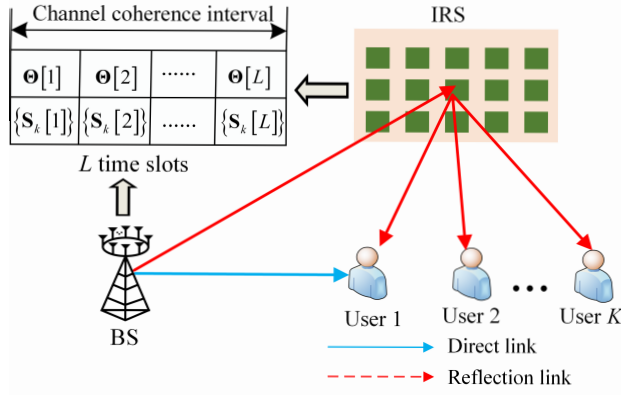 Channel coherence interval
IRS
Θ[1] Θ[2] ...... Θ[L]
{S_k[1]} {S_k[2]} ...... {S_k[L]}
L time slots
BS
User 1
User 2
...
User K
Direct link
Reflection link